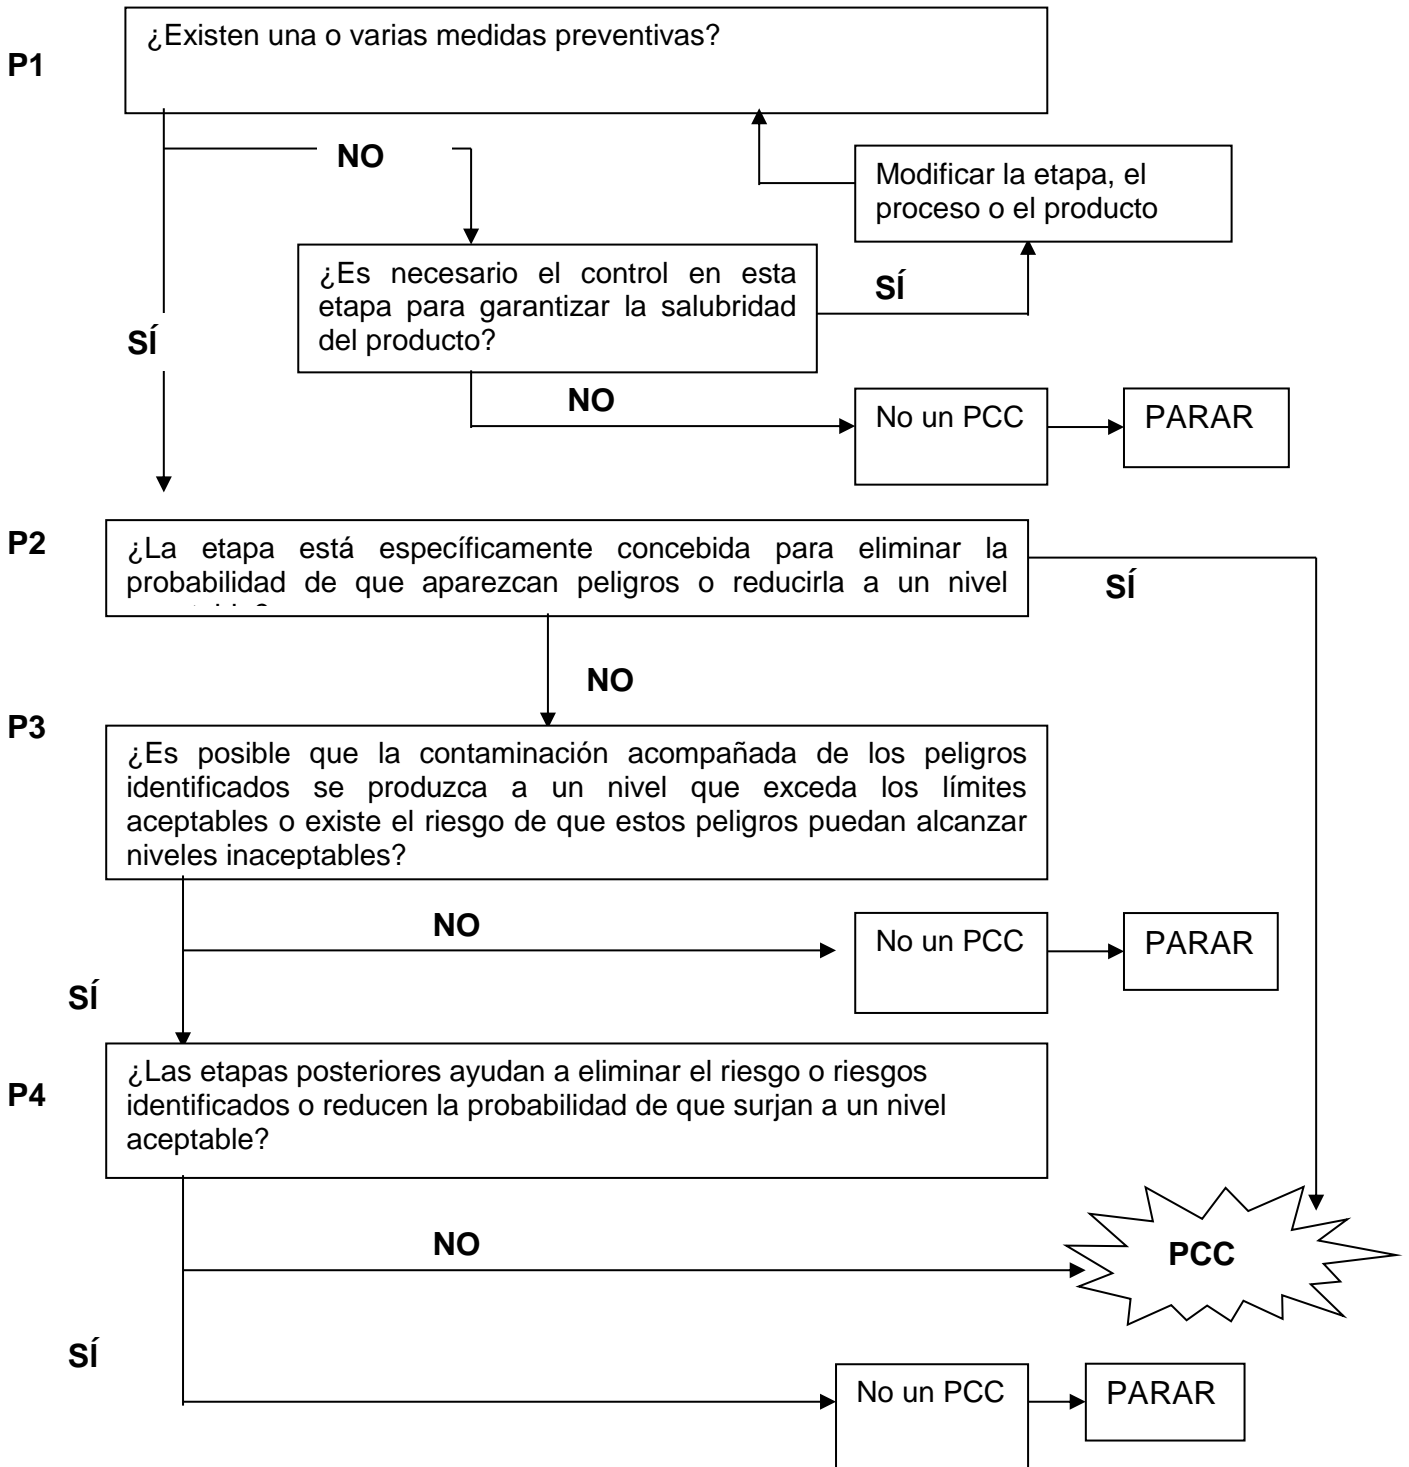 ¿Existen una o varias medidas preventivas?
P1
NO
Modificar la etapa, el
proceso o el producto
¿Es necesario el control en esta
etapa para garantizar la salubridad
del producto?
SÍ
SÍ
NO
No un PCC
PARAR
P2
¿La etapa está específicamente concebida para eliminar la
probabilidad de que aparezcan peligros o reducirla a un nivel
SÍ
NO
P3
¿Es posible que la contaminación acompañada de los peligros
identificados se produzca a un nivel que exceda los límites
aceptables o existe el riesgo de que estos peligros puedan alcanzar
niveles inaceptables?
NO
No un PCC
PARAR
SÍ
P4
¿Las etapas posteriores ayudan a eliminar el riesgo o riesgos
identificados o reducen la probabilidad de que surjan a un nivel
aceptable?
NO
PCC
SÍ
No un PCC
PARAR